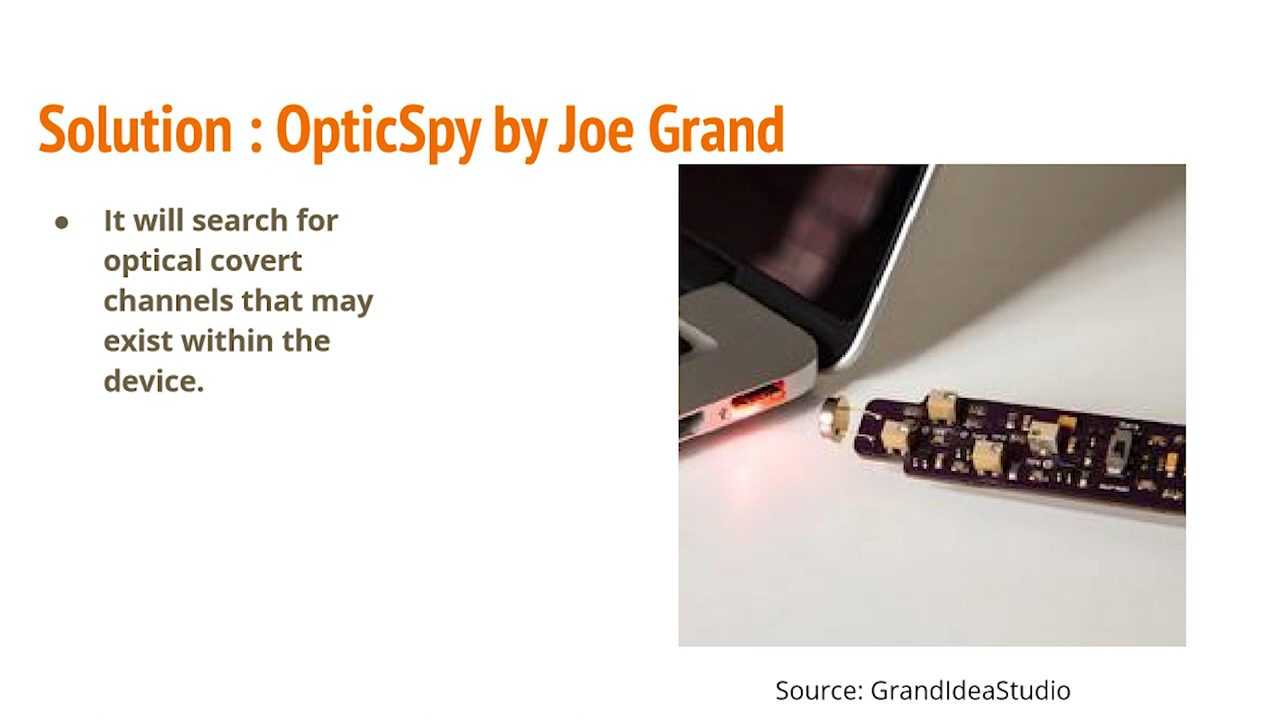 Solution : OpticSpy by Joe Grand
● It will search for
optical covert
channels that may
exist within the
device.
Source: GrandIdeaStudio